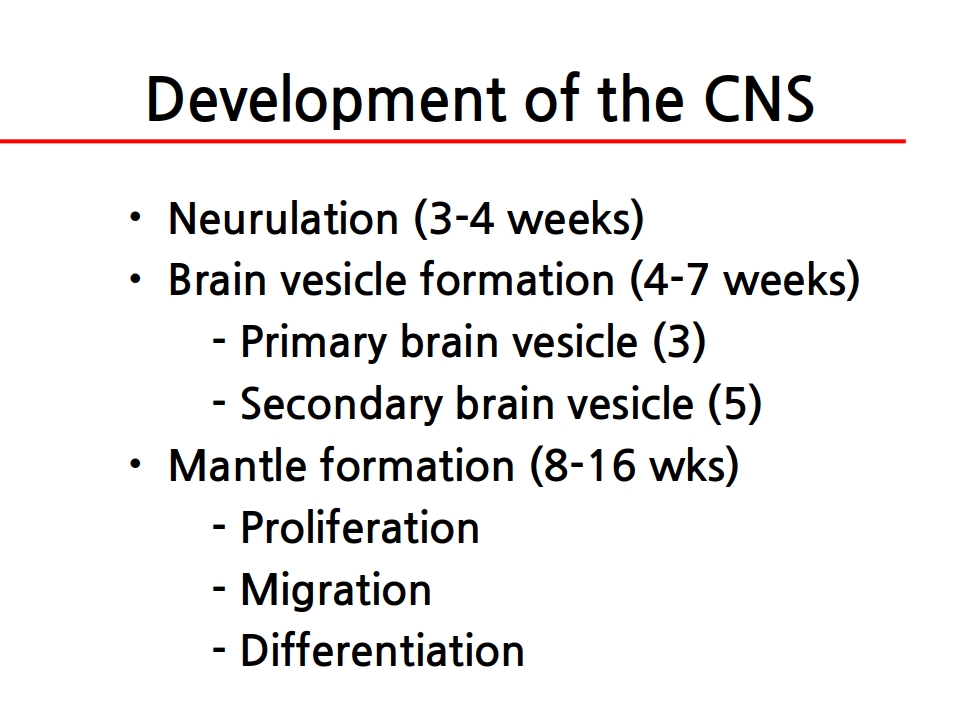 Development of the CNS
• Neurulation (3-4 weeks)
• Brain vesicle formation (4-7 weeks)
- Primary brain vesicle (3)
- Secondary brain vesicle (5)
• Mantle formation (8-16 wks)
- Proliferation
- Migration
- Differentiation